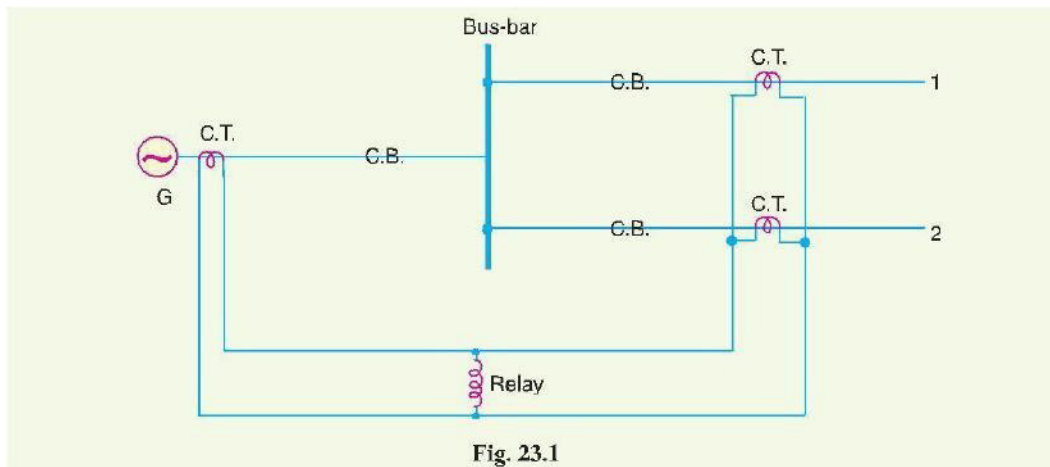 Bus-bar
C.T.
C.B.
1
C.T.
C.B.
G
C.T.
C.B.
2
Relay
Fig. 23.1